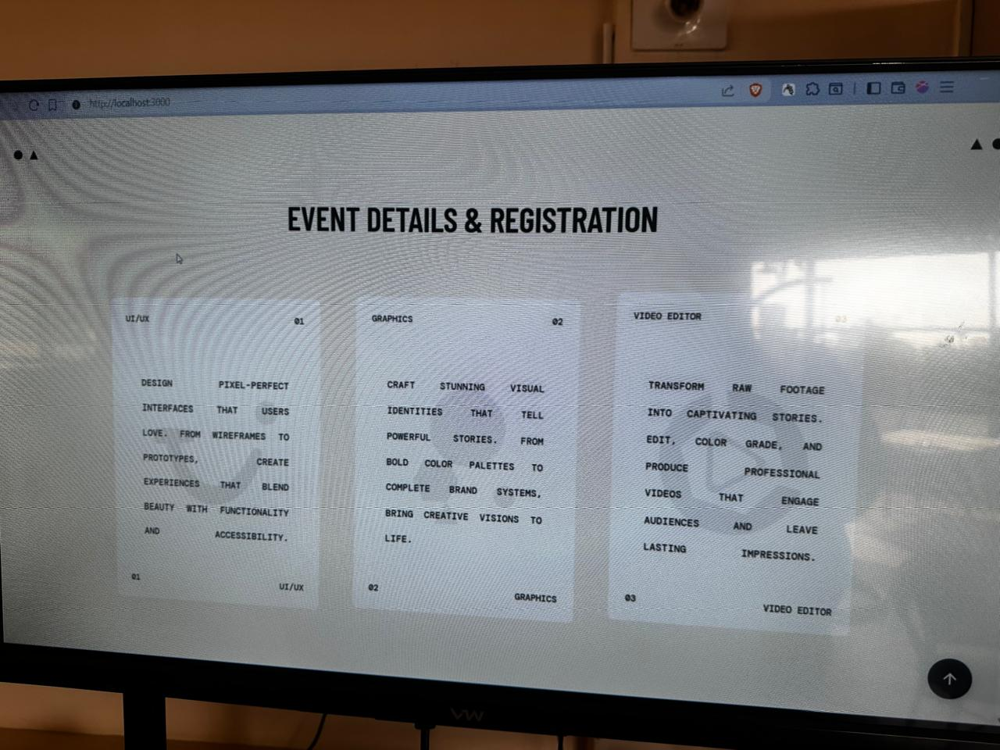 http://localhost:3000
EVENT DETAILS & REGISTRATION
UI/UX 01
DESIGN PIXEL-PERFECT
INTERFACES THAT USERS
LOVE. FROM WIREFRAMES TO
PROTOTYPES, CREATE
EXPERIENCES THAT BLEND
BEAUTY WITH FUNCTIONALITY
AND ACCESSIBILITY.
01 UI/UX
GRAPHICS 02
CRAFT STUNNING VISUAL
IDENTITIES THAT TELL
POWERFUL STORIES. FROM
BOLD COLOR PALETTES TO
COMPLETE BRAND SYSTEMS,
BRING CREATIVE VISIONS TO
LIFE.
02 GRAPHICS
VIDEO EDITOR 03
TRANSFORM RAW FOOTAGE
INTO CAPTIVATING STORIES.
EDIT, COLOR GRADE, AND
PRODUCE PROFESSIONAL
VIDEOS THAT ENGAGE
AUDIENCES AND LEAVE
LASTING IMPRESSIONS.
03 VIDEO EDITOR
VW